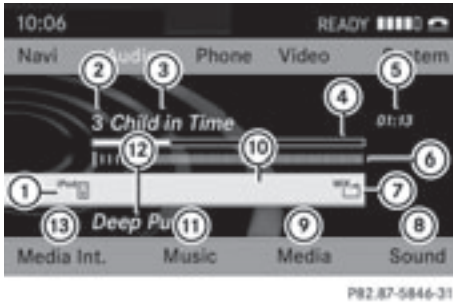 10:06 READY
Navi Audio Phone Video System
2 3 5
4
3 Child in Time 01:13
12 10 6
1 7
Deep Pu
13 11 9 8
Media Int. Music Media Sound
P82.87-5846-31